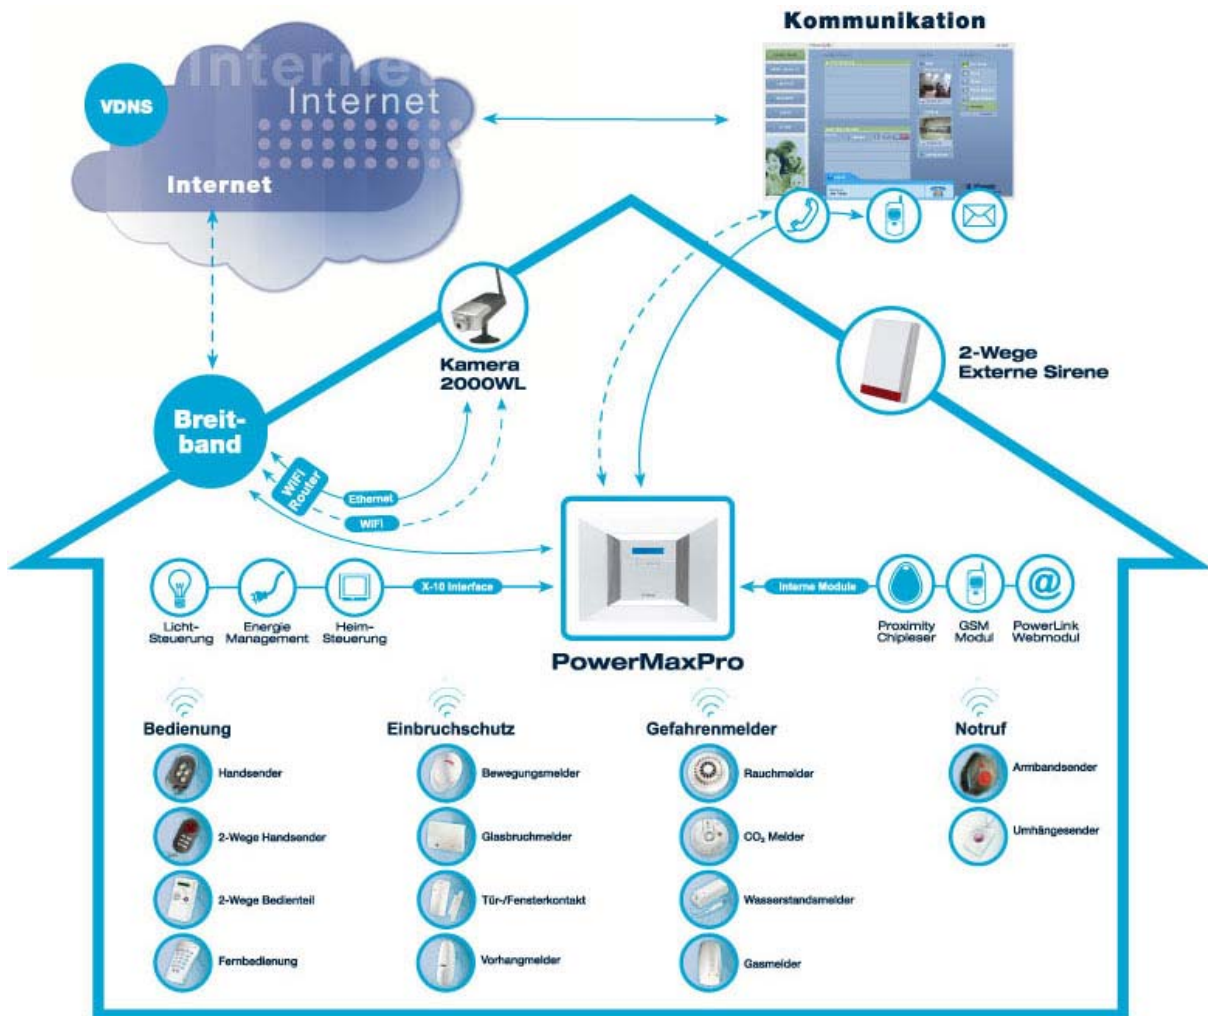 Kommunikation
VDNS
Internet
Internet
Internet
Kamera
2000WL
2-Wege
Externe Sirene
Breit-
band
WiFi
Router
Ethernet
WiFi
X-10 Interface
Interne Module
Licht-
Steuerung
Energie
Management
Heim-
Steuerung
Proximity
Chipleser
GSM
Modul
@
PowerLink
Webmodul
PowerMaxPro
Bedienung
Handsender
2-Wege Handsender
2-Wege Bedienteil
Fernbedienung
Einbruchschutz
Bewegungsmelder
Glasbruchmelder
Tür-/Fensterkontakt
Vorhangmelder
Gefahrenmelder
Rauchmelder
CO₂ Melder
Wasserstandsmelder
Gasmelder
Notruf
Armbandsender
Umhängesender